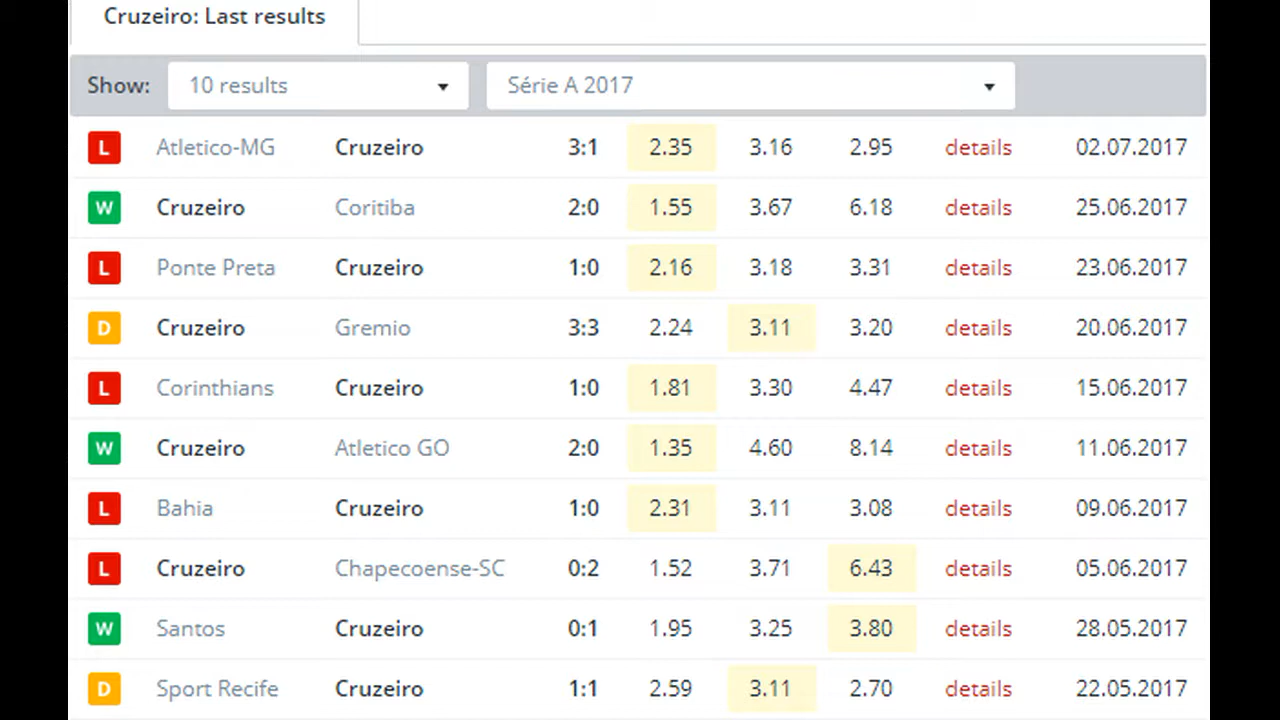 Cruzeiro: Last results
Show: 10 results Série A 2017
L Atletico-MG Cruzeiro 3:1 2.35 3.16 2.95 details 02.07.2017
W Cruzeiro Coritiba 2:0 1.55 3.67 6.18 details 25.06.2017
L Ponte Preta Cruzeiro 1:0 2.16 3.18 3.31 details 23.06.2017
D Cruzeiro Gremio 3:3 2.24 3.11 3.20 details 20.06.2017
L Corinthians Cruzeiro 1:0 1.81 3.30 4.47 details 15.06.2017
W Cruzeiro Atletico GO 2:0 1.35 4.60 8.14 details 11.06.2017
L Bahia Cruzeiro 1:0 2.31 3.11 3.08 details 09.06.2017
L Cruzeiro Chapecoense-SC 0:2 1.52 3.71 6.43 details 05.06.2017
W Santos Cruzeiro 0:1 1.95 3.25 3.80 details 28.05.2017
D Sport Recife Cruzeiro 1:1 2.59 3.11 2.70 details 22.05.2017